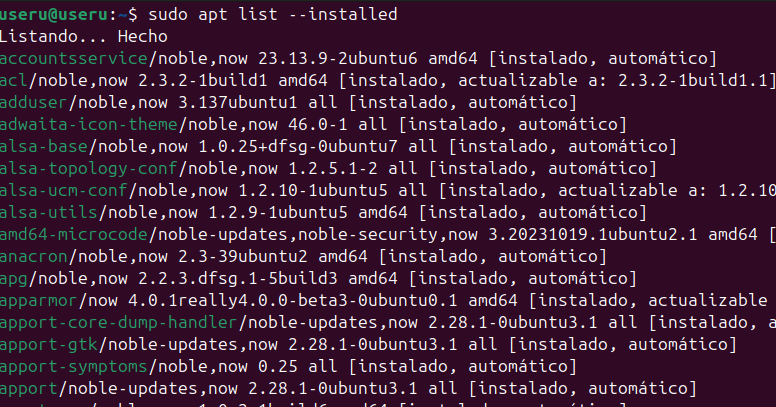 useru@useru:~$ sudo apt list --installed
Listando... Hecho
accountsservice/noble,now 23.13.9-2ubuntu6 amd64 [instalado, automático]
acl/noble,now 2.3.2-1build1 amd64 [instalado, actualizable a: 2.3.2-1build1.1]
adduser/noble,now 3.137ubuntu1 all [instalado, automático]
adwaita-icon-theme/noble,now 46.0-1 all [instalado, automático]
alsa-base/noble,now 1.0.25+dfsg-0ubuntu7 all [instalado, automático]
alsa-topology-conf/noble,now 1.2.5.1-2 all [instalado, automático]
alsa-ucm-conf/noble,now 1.2.10-1ubuntu5 all [instalado, actualizable a: 1.2.10
alsa-utils/noble,now 1.2.9-1ubuntu5 amd64 [instalado, automático]
amd64-microcode/noble-updates,noble-security,now 3.20231019.1ubuntu2.1 amd64 [
anacron/noble,now 2.3-39ubuntu2 amd64 [instalado, automático]
apg/noble,now 2.2.3.dfsg.1-5build3 amd64 [instalado, automático]
apparmor/now 4.0.1really4.0.0-beta3-0ubuntu0.1 amd64 [instalado, actualizable
apport-core-dump-handler/noble-updates,now 2.28.1-0ubuntu3.1 all [instalado, a
apport-gtk/noble-updates,now 2.28.1-0ubuntu3.1 all [instalado, automático]
apport-symptoms/noble,now 0.25 all [instalado, automático]
apport/noble-updates,now 2.28.1-0ubuntu3.1 all [instalado, automático]